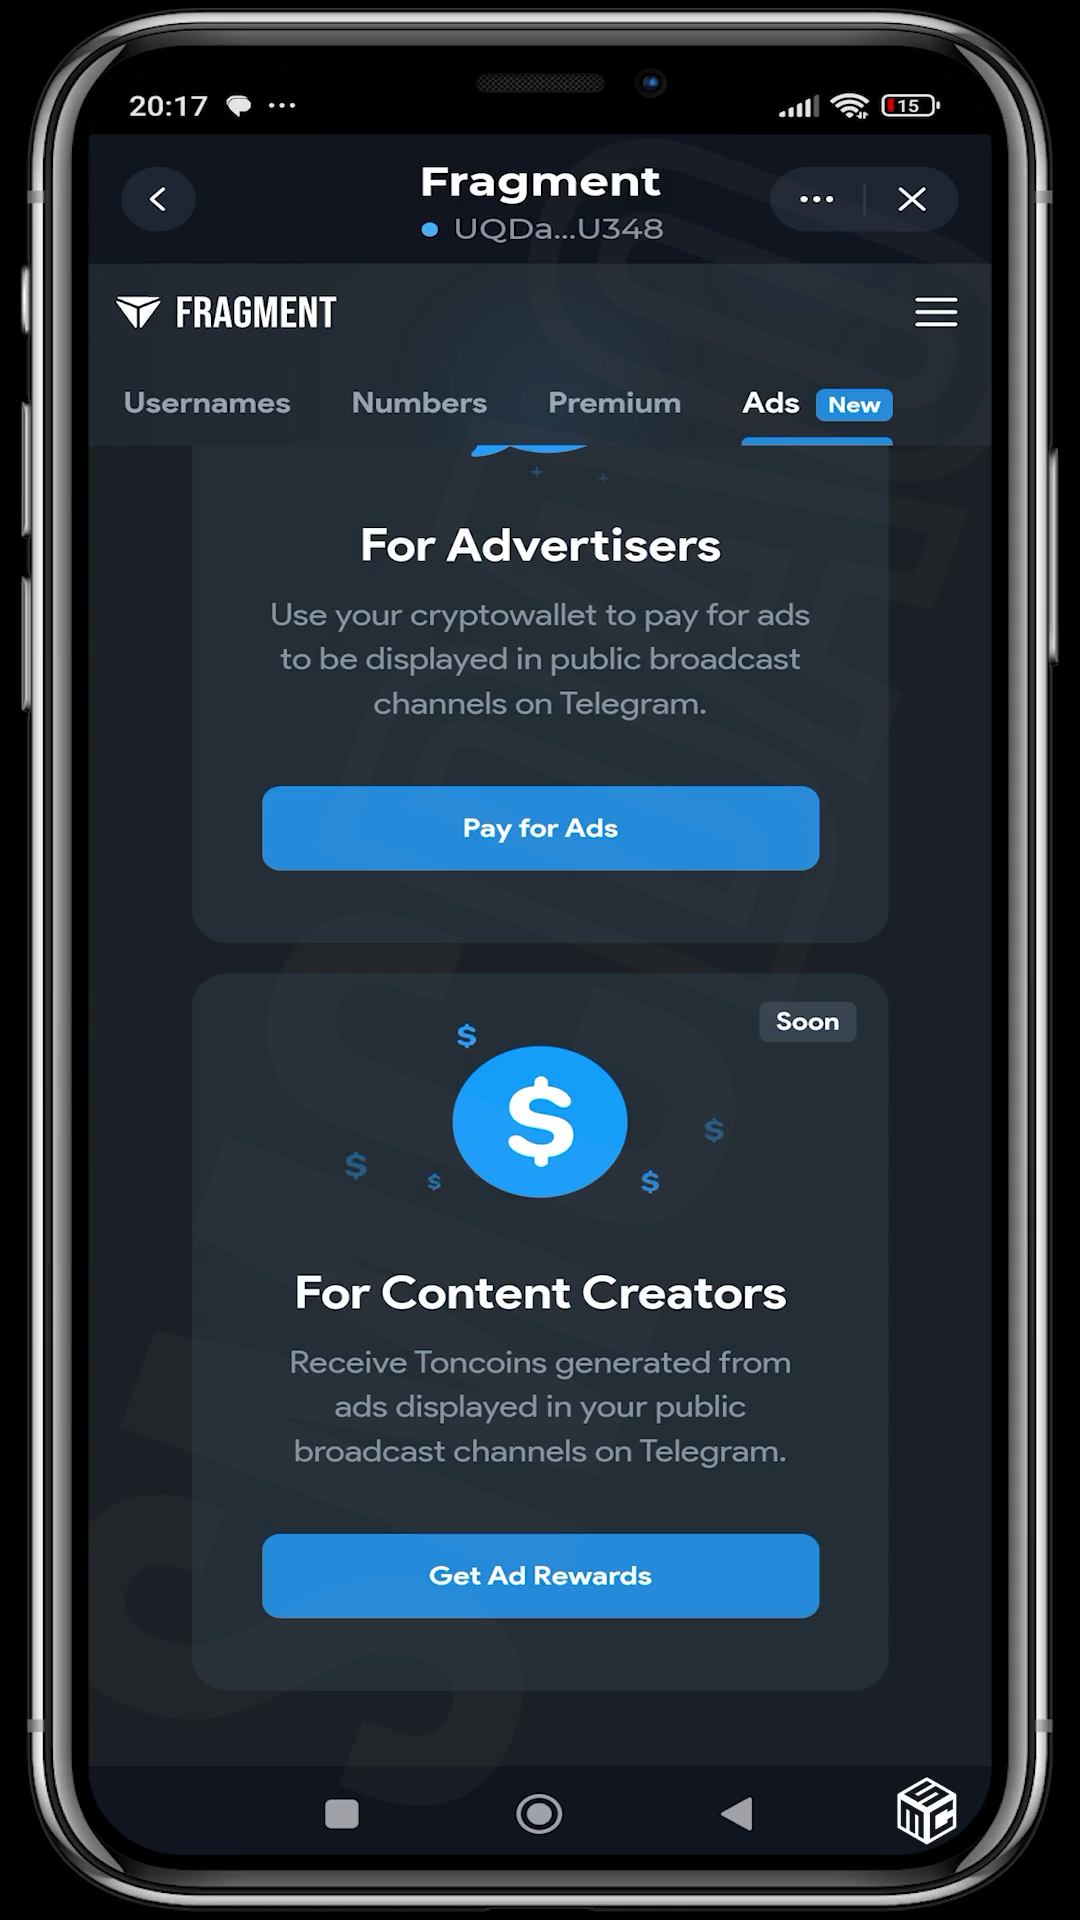 20:17
15
Fragment
UQDa...U348
FRAGMENT
Usernames Numbers Premium Ads New
For Advertisers
Use your cryptowallet to pay for ads
to be displayed in public broadcast
channels on Telegram.
Pay for Ads
Soon
$
$
$
$
$
$
For Content Creators
Receive Toncoins generated from
ads displayed in your public
broadcast channels on Telegram.
Get Ad Rewards